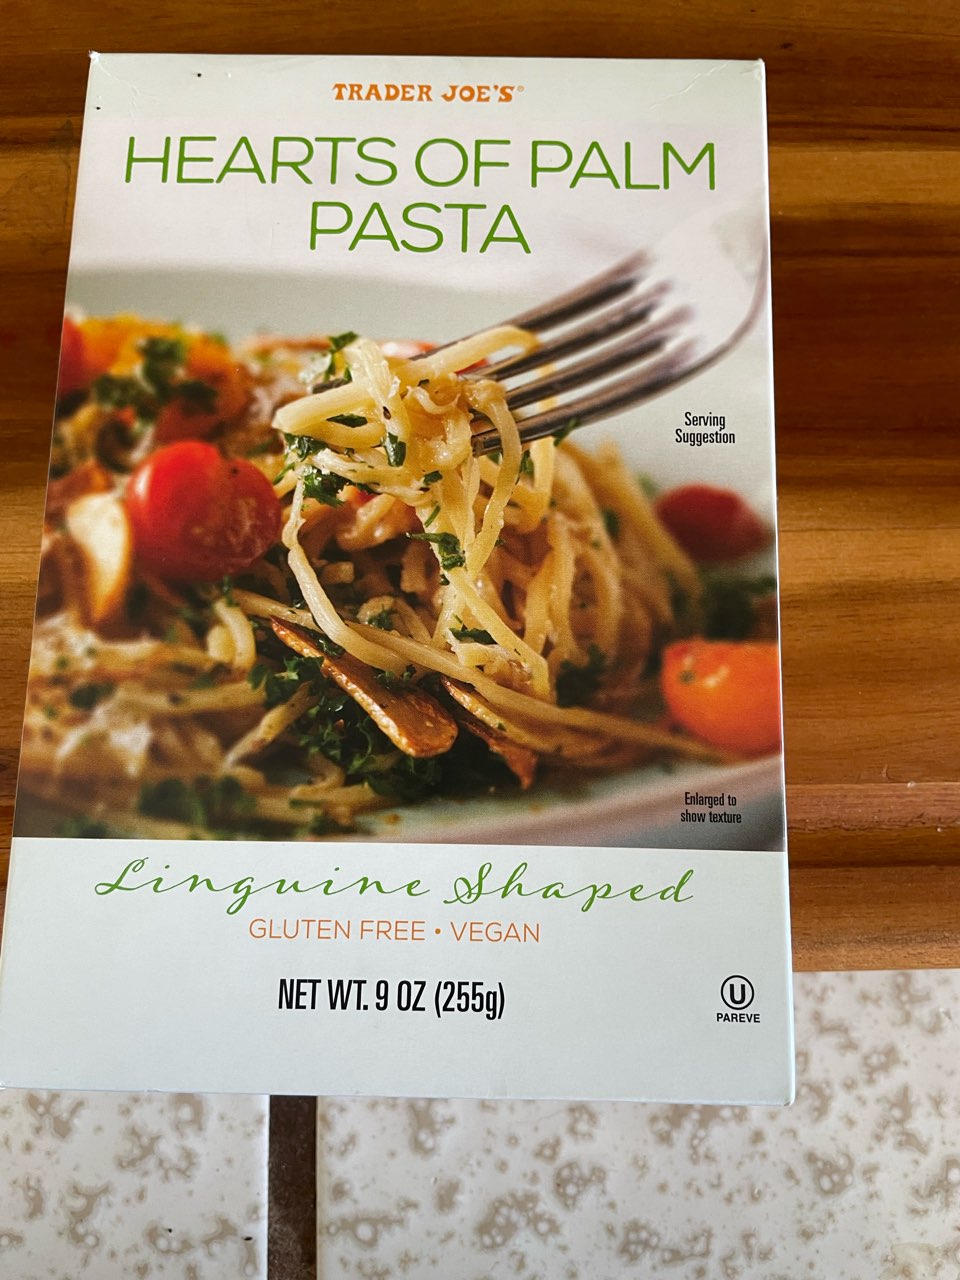 TRADER JOE'S®
HEARTS OF PALM
PASTA
Serving
Suggestion
Enlarged to
show texture
Linguine Shaped
GLUTEN FREE • VEGAN
NET WT. 9 OZ (255g)
U
PAREVE